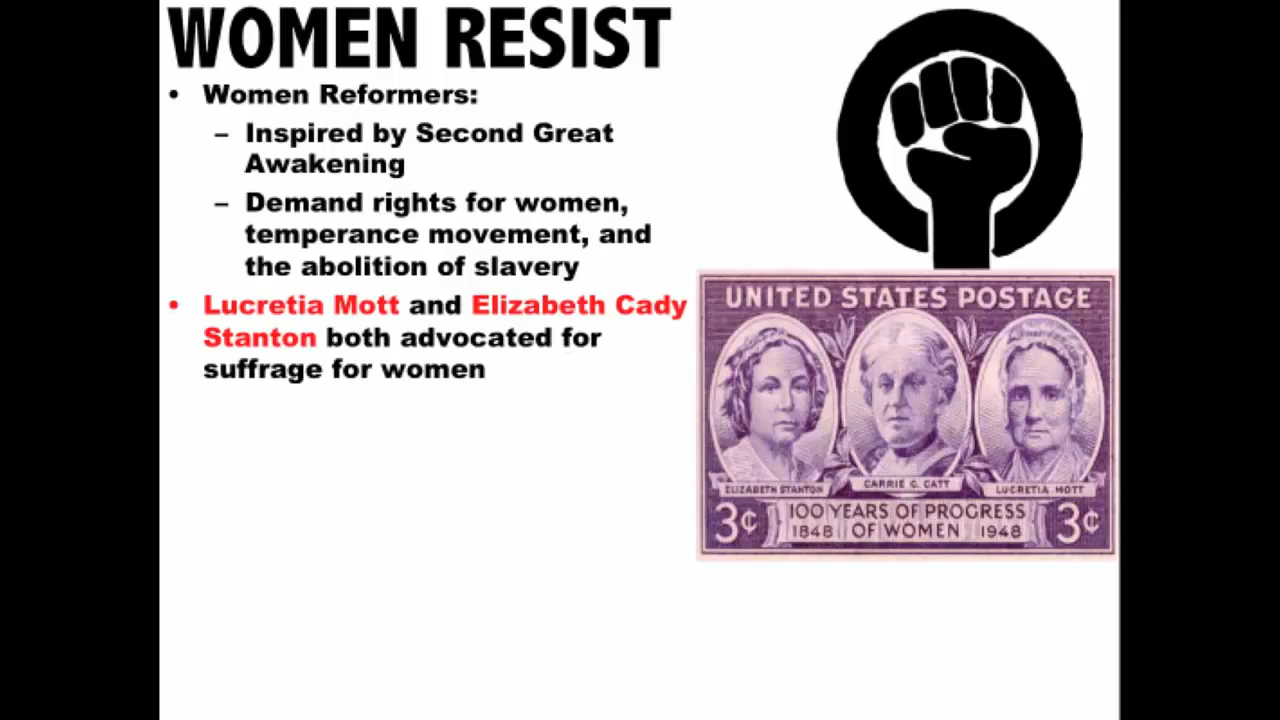 WOMEN RESIST
• Women Reformers:
– Inspired by Second Great
Awakening
– Demand rights for women,
temperance movement, and
the abolition of slavery
• Lucretia Mott and Elizabeth Cady
Stanton both advocated for
suffrage for women
UNITED STATES POSTAGE
ELIZABETH STANTON
CARRIE C. CATT
LUCRETIA MOTT
3¢
100 YEARS OF PROGRESS
1848 OF WOMEN 1948
3¢